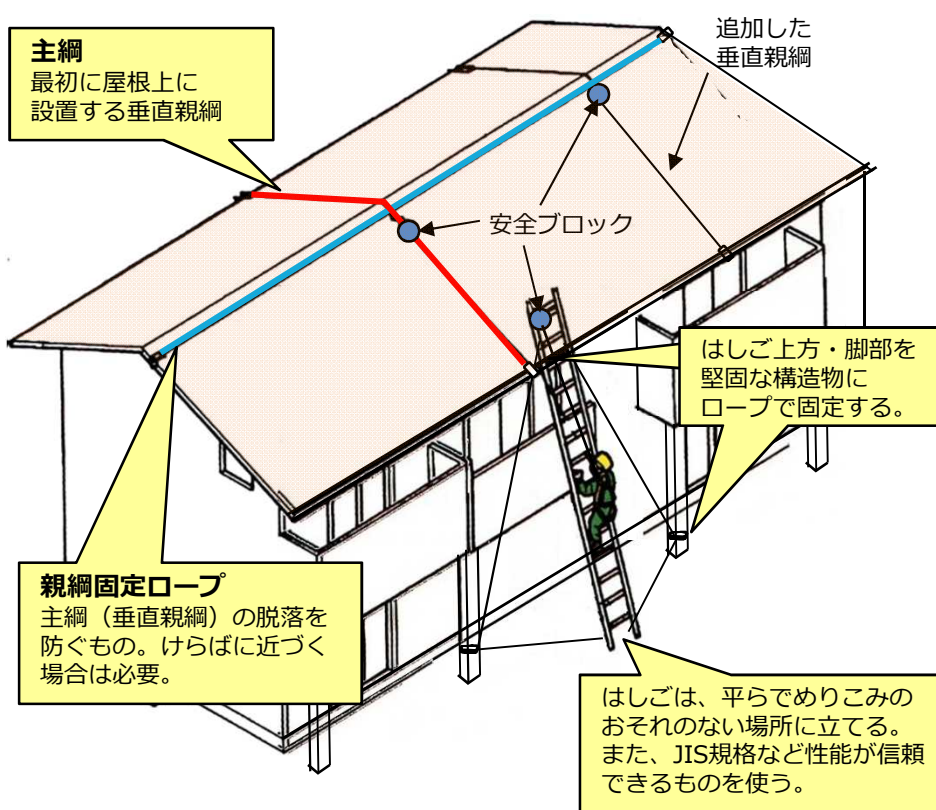 主綱
最初に屋根上に
設置する垂直親綱
追加した
垂直親綱
安全ブロック
はしご上方・脚部を
堅固な構造物に
ロープで固定する。
親綱固定ロープ
主綱（垂直親綱）の脱落を
防ぐもの。けらばに近づく
場合は必要。
はしごは、平らでめりこみの
おそれのない場所に立てる。
また、JIS規格など性能が信頼
できるものを使う。